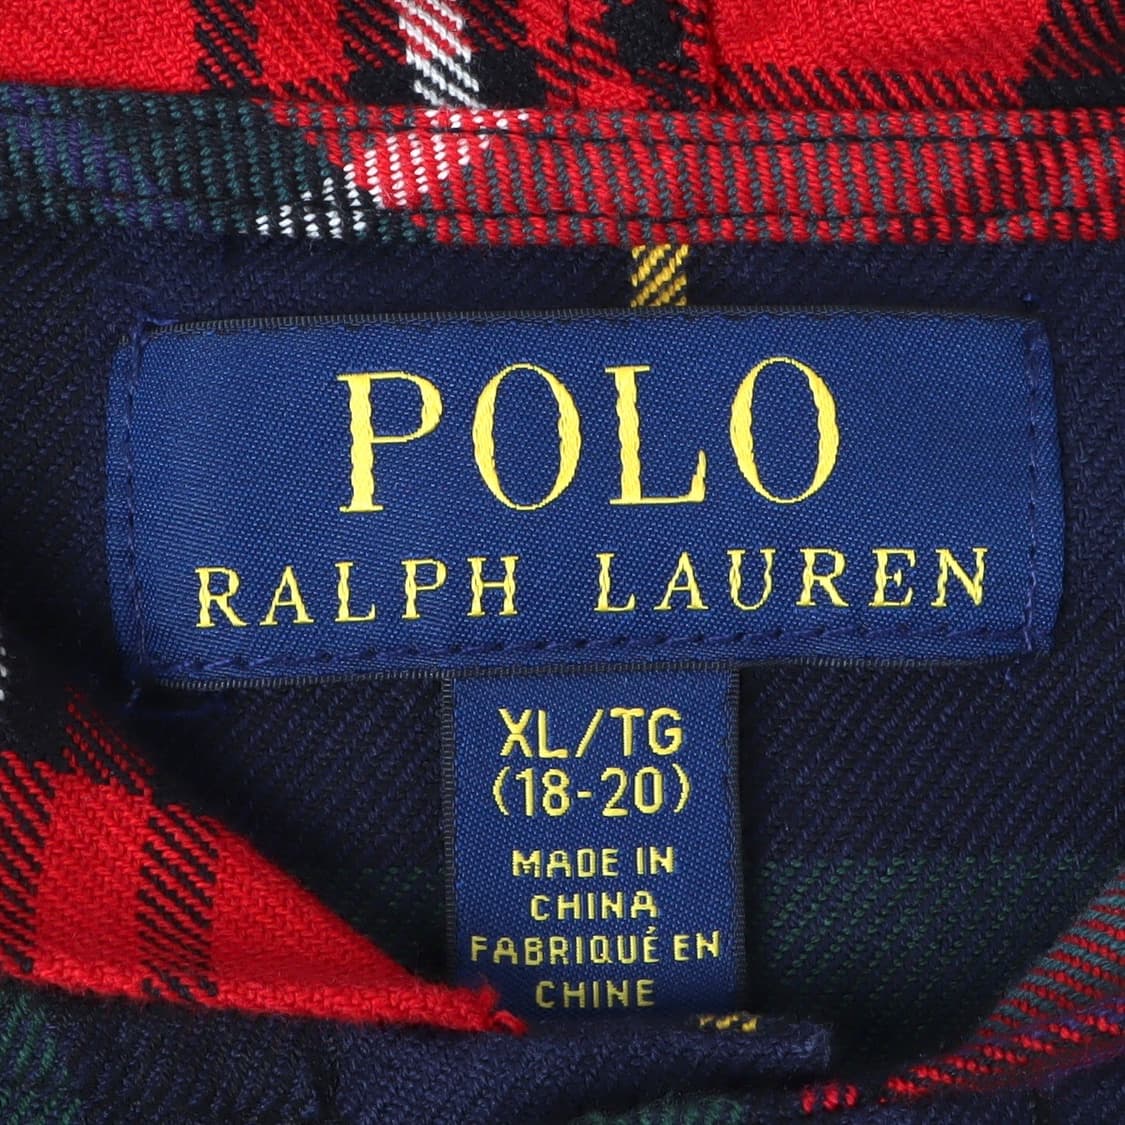 POLO
RALPH LAUREN
XL/TG
(18-20)
MADE IN
CHINA
FABRIQUÉ EN
CHINE